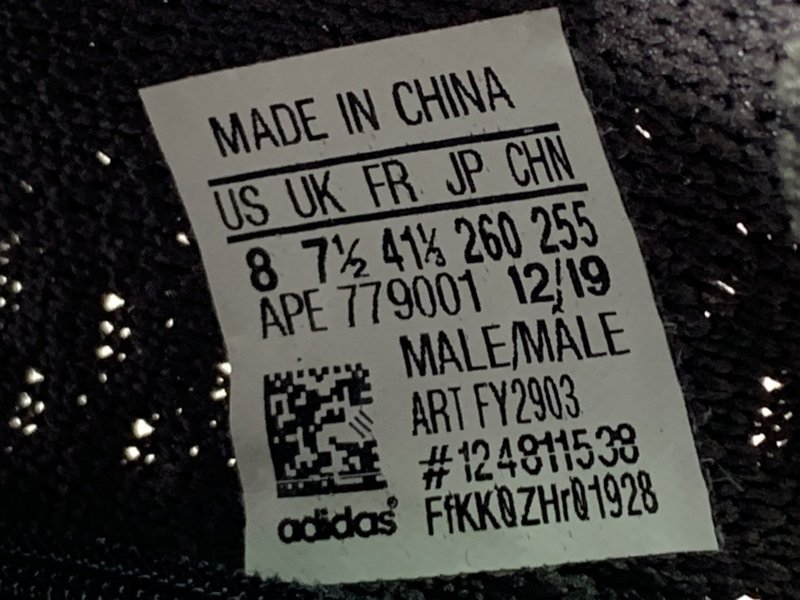 MADE IN CHINA
US UK FR JP CHN
8 7½ 41⅓ 260 255
APE 779001 12/19
MALE/MÂLE
ART FY2903
#124811538
FfKK0ZHr01928
adidas®